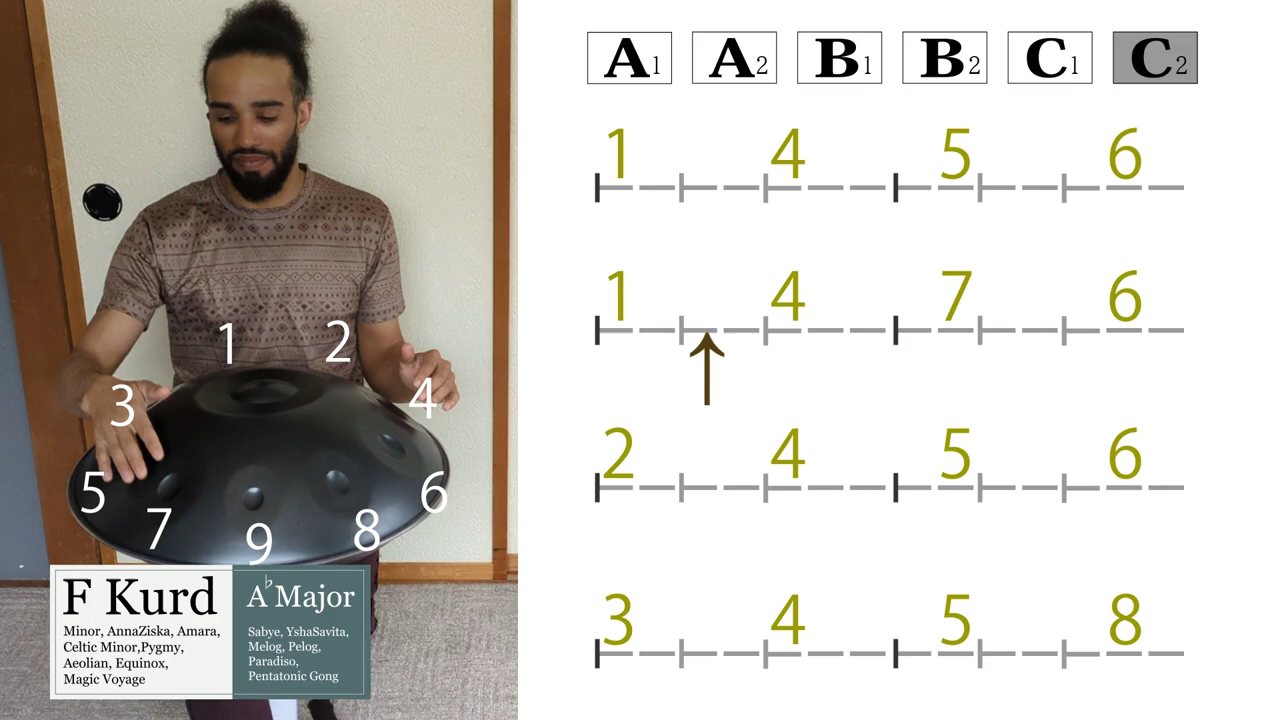 A1 A2 B1 B2 C1 C2
1 4 5 6
1 4 7 6
2 4 5 6
3 4 5 8
1 2
3 4
5 6
7 9 8
F Kurd
Minor, AnnaZiska, Amara,
Celtic Minor,Pygmy,
Aeolian, Equinox,
Magic Voyage
A♭Major
Sabye, YshaSavita,
Melog, Pelog,
Paradiso,
Pentatonic Gong